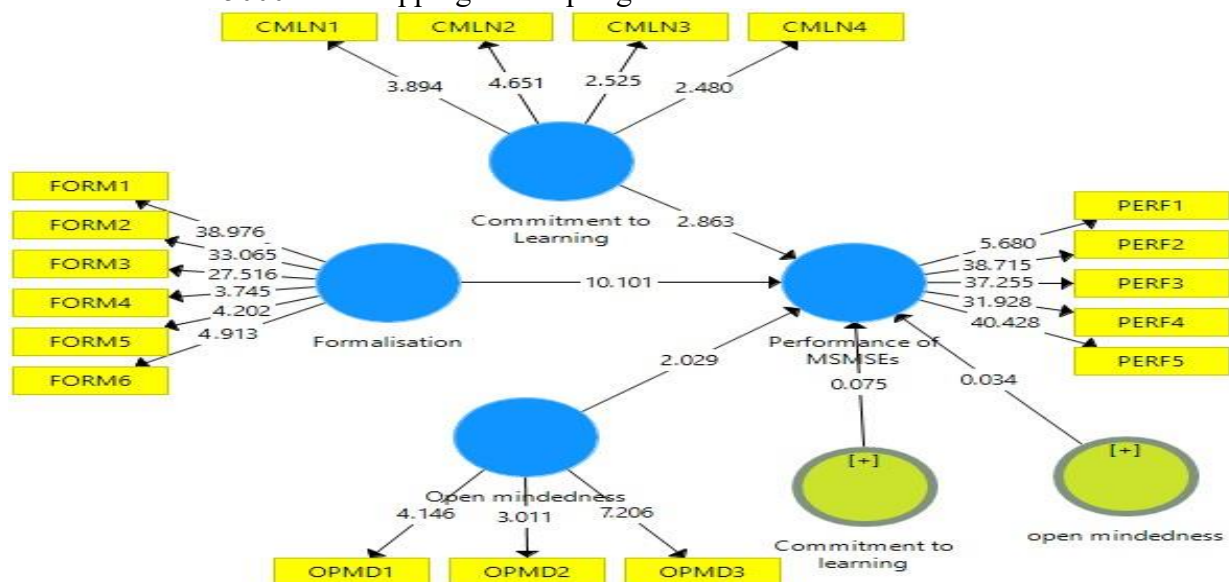 CMLN1 CMLN2 CMLN3 CMLN4
3.894 4.651 2.525 2.480
Commitment to
Learning
2.863
FORM1
FORM2
FORM3
FORM4
FORM5
FORM6
38.976
33.065
27.516
3.745
4.202
4.913
Formalisation
10.101
PERF1
PERF2
PERF3
PERF4
PERF5
5.680
38.715
37.255
31.928
40.428
Performance of
MSMSEs
2.029
0.075
0.034
Open mindedness
4.146 3.011 7.206
OPMD1 OPMD2 OPMD3
[+]
Commitment to
learning
[+]
open mindedness